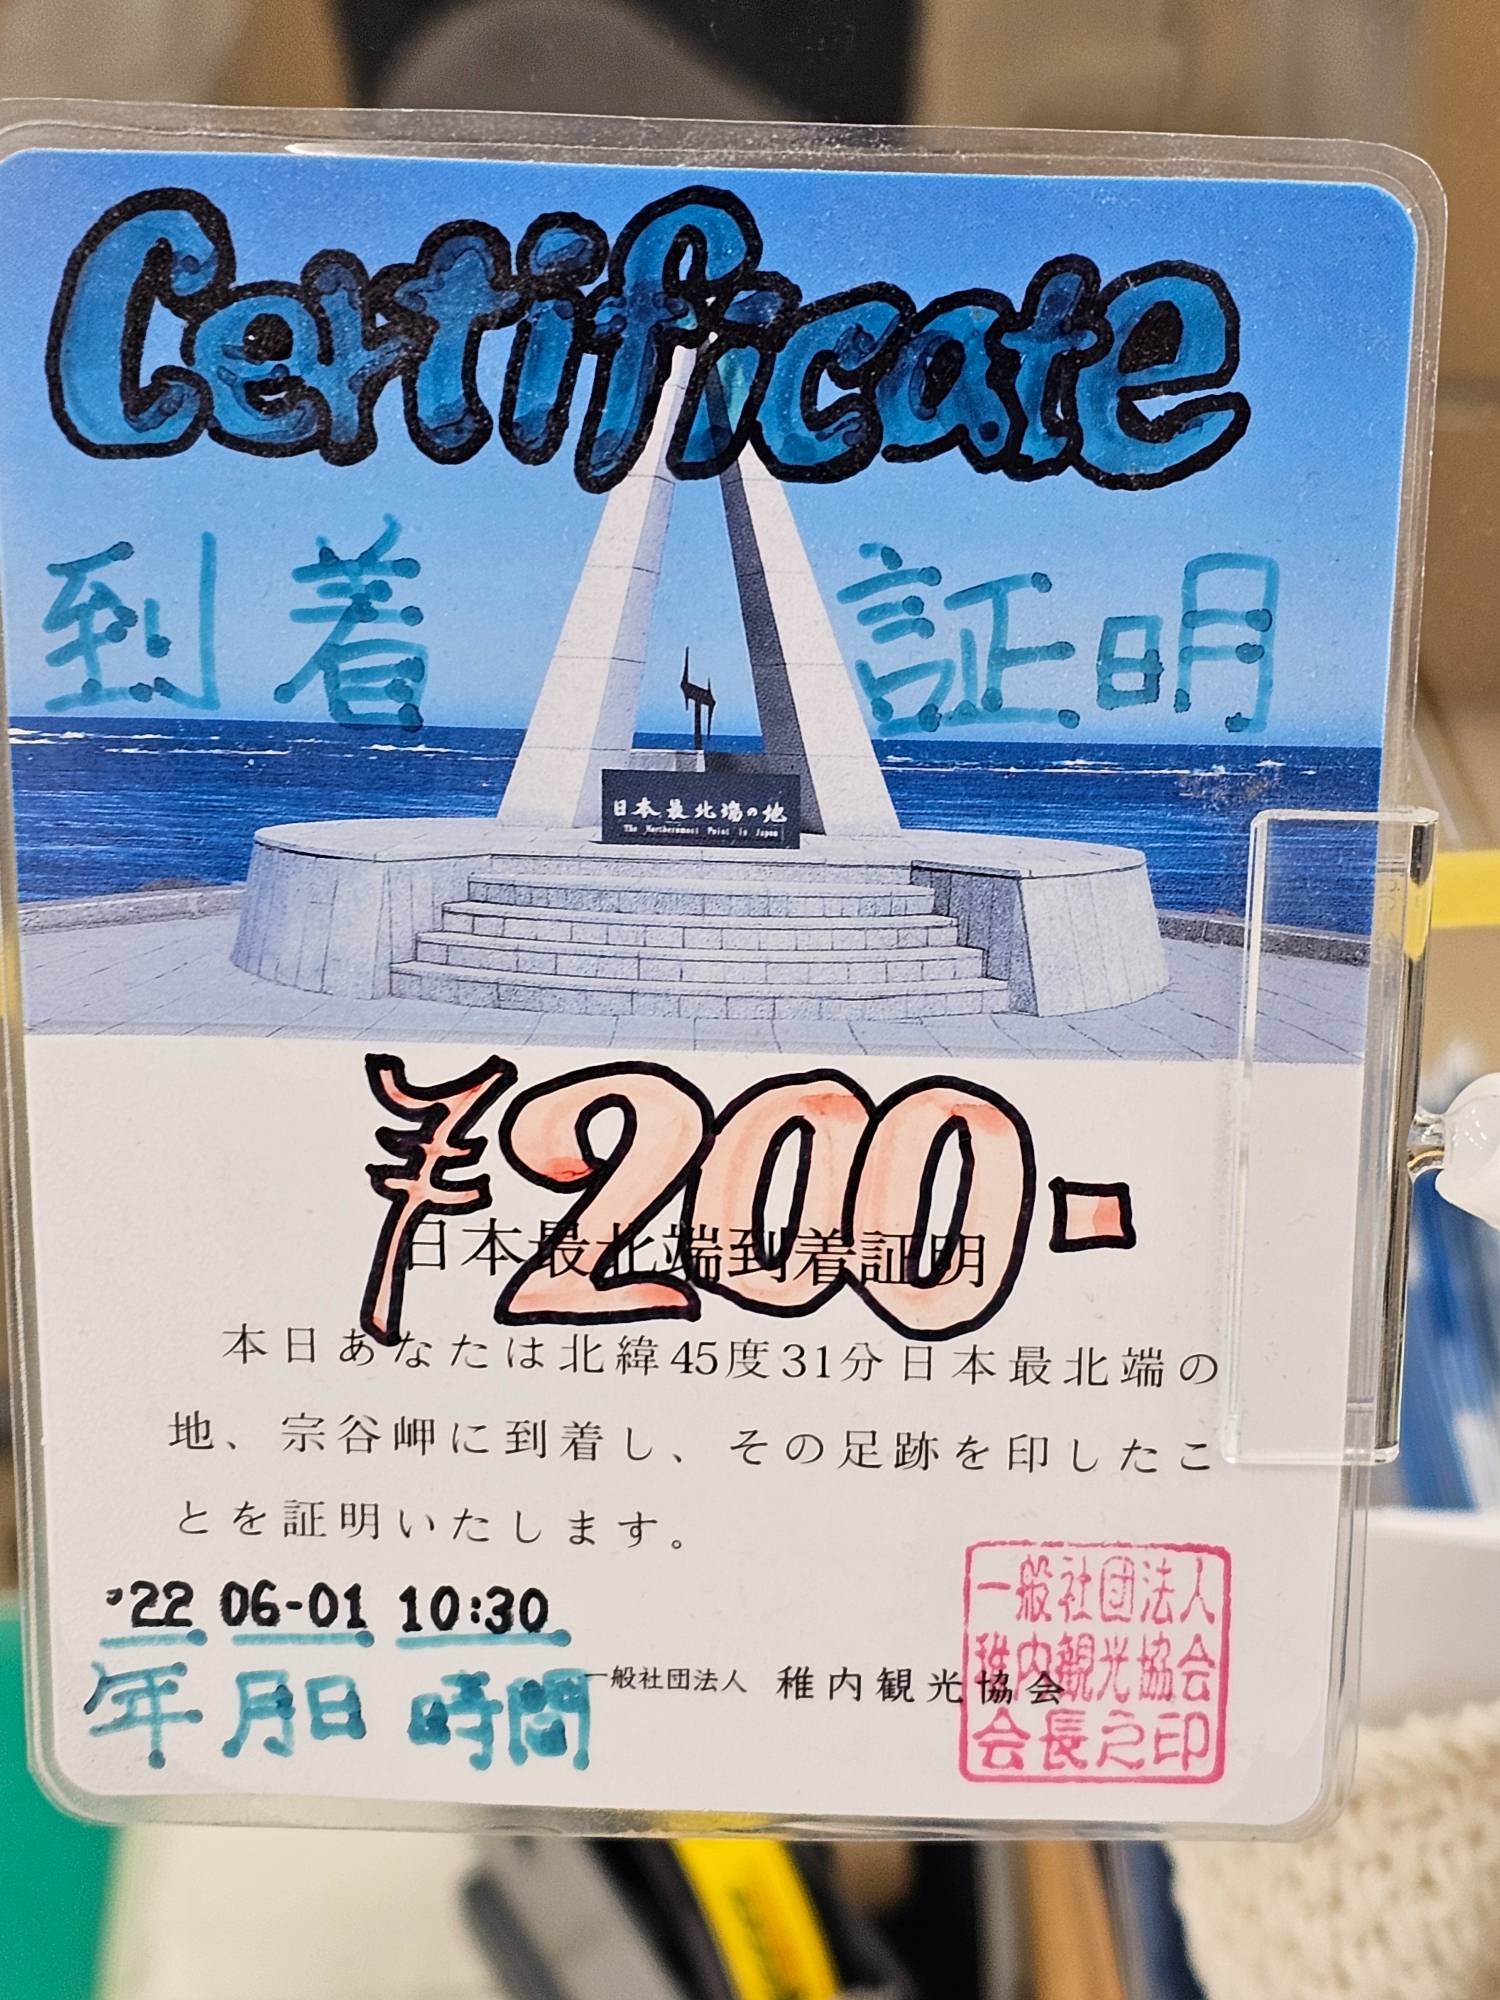 Certificate
到着 証明
日本最北端の地
The Northernmost Point in Japan
¥200-
日本最北端到着証明
本日あなたは北緯45度31分日本最北端の
地、宗谷岬に到着し、その足跡を印したこ
とを証明いたします。
'22 06-01 10:30
年 月日 時間
一般社団法人 稚内観光協会
一般社団法人
稚内観光協会
会長之印